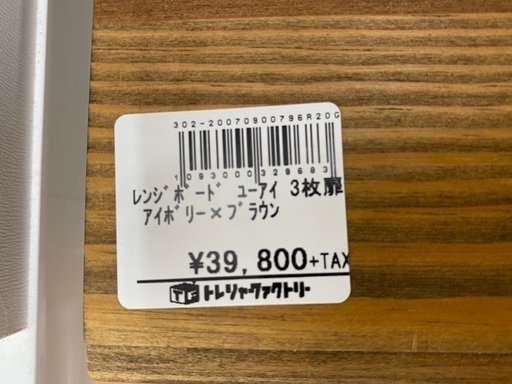 302-20070900796R20G
1093000329683
ﾚﾝｼﾞﾎﾞｰﾄﾞ ﾕｰｱｲ 3枚扉
ｱｲﾎﾞﾘｰ×ﾌﾞﾗｳﾝ
¥39,800+TAX
TF トレジャーファクトリー